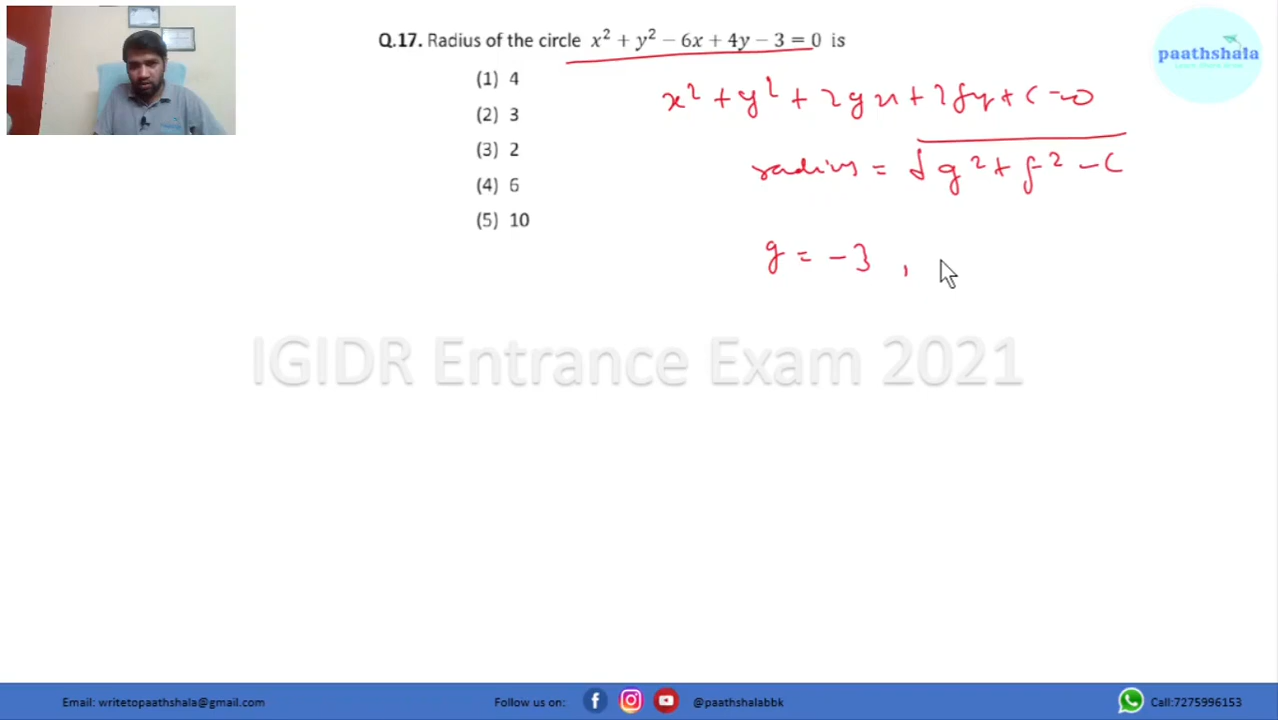 Q.17. Radius of the circle x² + y² − 6x + 4y − 3 = 0 is
(1) 4
(2) 3
(3) 2
(4) 6
(5) 10
x² + y² + 2gx + 2fy + c = 0
radius = √g² + f² − c
g = −3 ,
paathshala
IGIDR Entrance Exam 2021
Email: writetopaathshala@gmail.com
Follow us on:
@paathshalabbk
Call:7275996153